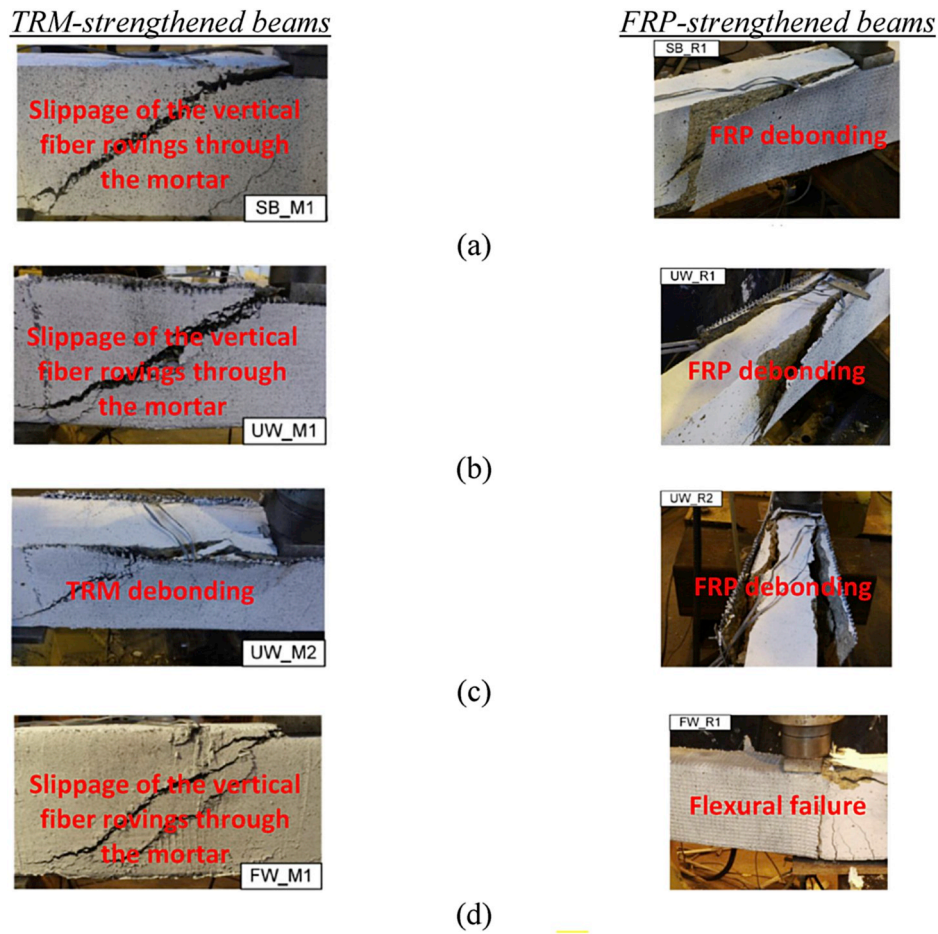 TRM-strengthened beams
FRP-strengthened beams
Slippage of the vertical
fiber rovings through
the mortar
SB_M1
SB_R1
FRP debonding
(a)
Slippage of the vertical
fiber rovings through
the mortar
UW_M1
UW_R1
FRP debonding
(b)
TRM debonding
UW_M2
UW_R2
FRP debonding
(c)
Slippage of the vertical
fiber rovings through
the mortar
FW_M1
FW_R1
Flexural failure
(d)